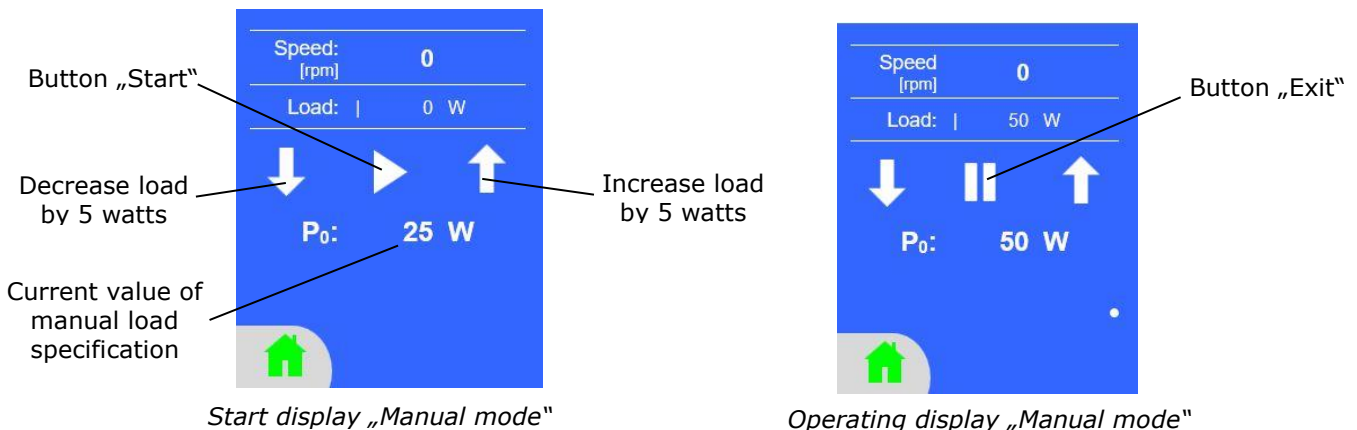 Speed:
[rpm]
0
Load: | 0 W
P₀: 25 W
Button „Start“
Decrease load
by 5 watts
Current value of
manual load
specification
Increase load
by 5 watts
Start display „Manual mode“
Speed
[rpm]
0
Load: | 50 W
P₀: 50 W
Button „Exit“
Operating display „Manual mode“